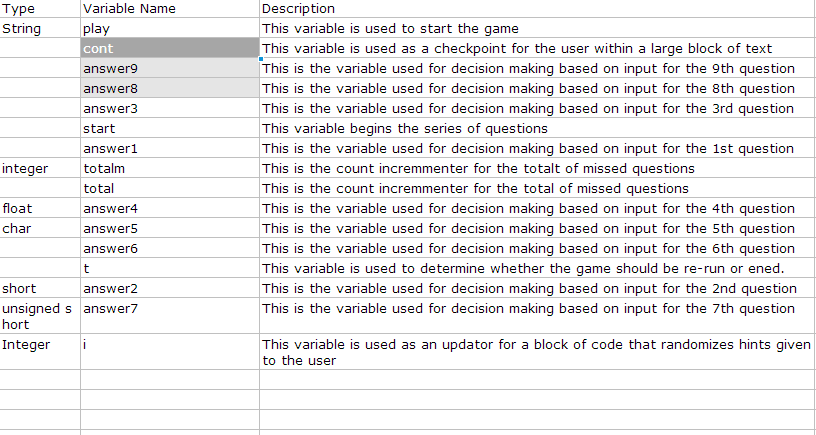 Type Variable Name Description
String play This variable is used to start the game
cont This variable is used as a checkpoint for the user within a large block of text
answer9 This is the variable used for decision making based on input for the 9th question
answer8 This is the variable used for decision making based on input for the 8th question
answer3 This is the variable used for decision making based on input for the 3rd question
start This variable begins the series of questions
answer1 This is the variable used for decision making based on input for the 1st question
integer totalm This is the count incremmenter for the totalt of missed questions
total This is the count incremmenter for the total of missed questions
float answer4 This is the variable used for decision making based on input for the 4th question
char answer5 This is the variable used for decision making based on input for the 5th question
answer6 This is the variable used for decision making based on input for the 6th question
t This variable is used to determine whether the game should be re-run or ened.
short answer2 This is the variable used for decision making based on input for the 2nd question
unsigned s answer7 This is the variable used for decision making based on input for the 7th question
hort
Integer i This variable is used as an updator for a block of code that randomizes hints given
to the user